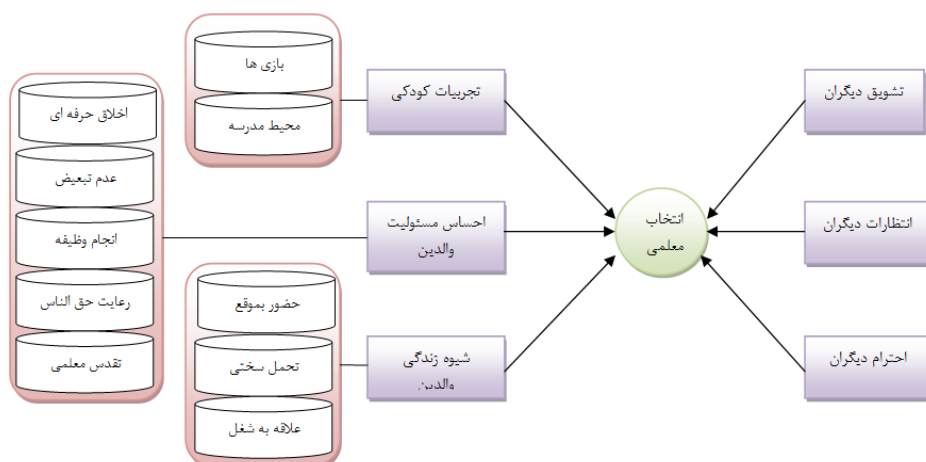 بازی ها
محیط مدرسه
اخلاق حرفه ای
عدم تبعیض
انجام وظیفه
رعایت حق الناس
تقدس معلمی
حضور بموقع
تحمل سختی
علاقه به شغل
تجربیات کودکی
احساس مسئولیت
والدین
شیوه زندگی
والدین
انتخاب
معلمی
تشویق دیگران
انتظارات دیگران
احترام دیگران